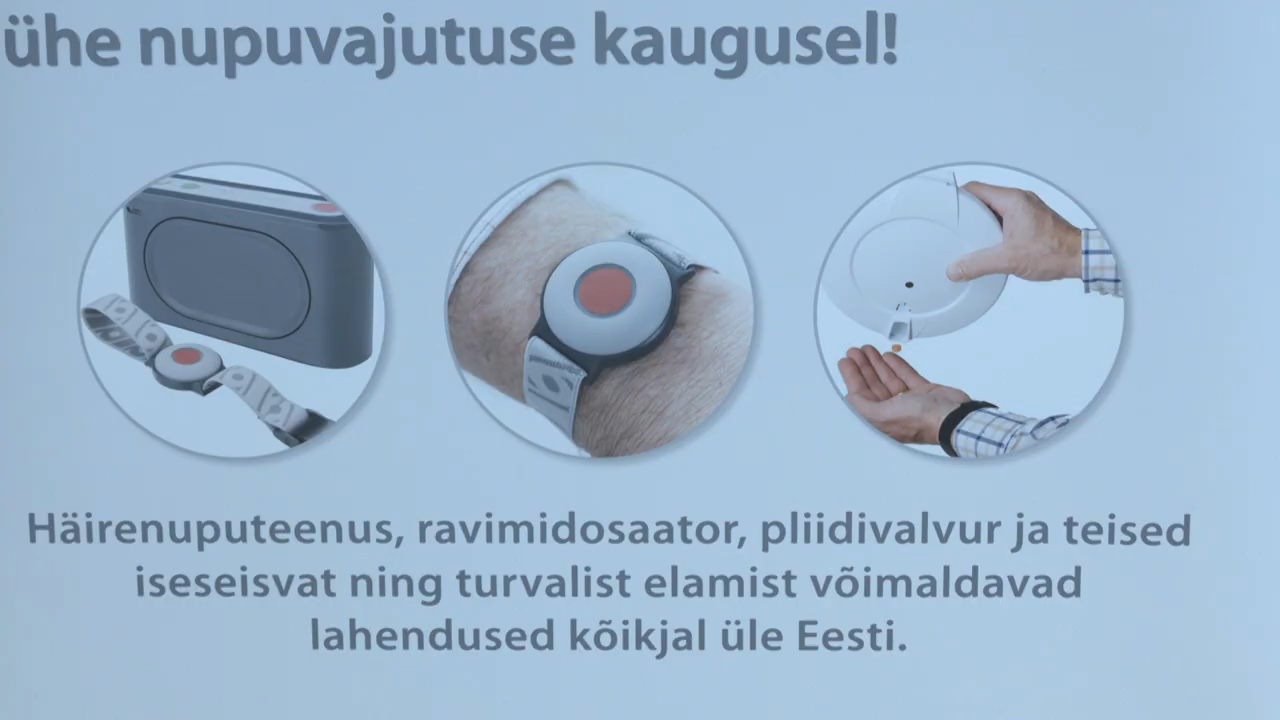 ühe nupuvajutuse kaugusel!
Häirenuputeenus, ravimidosaator, pliidivalvur ja teised
iseseisvat ning turvalist elamist võimaldavad
lahendused kõikjal üle Eesti.